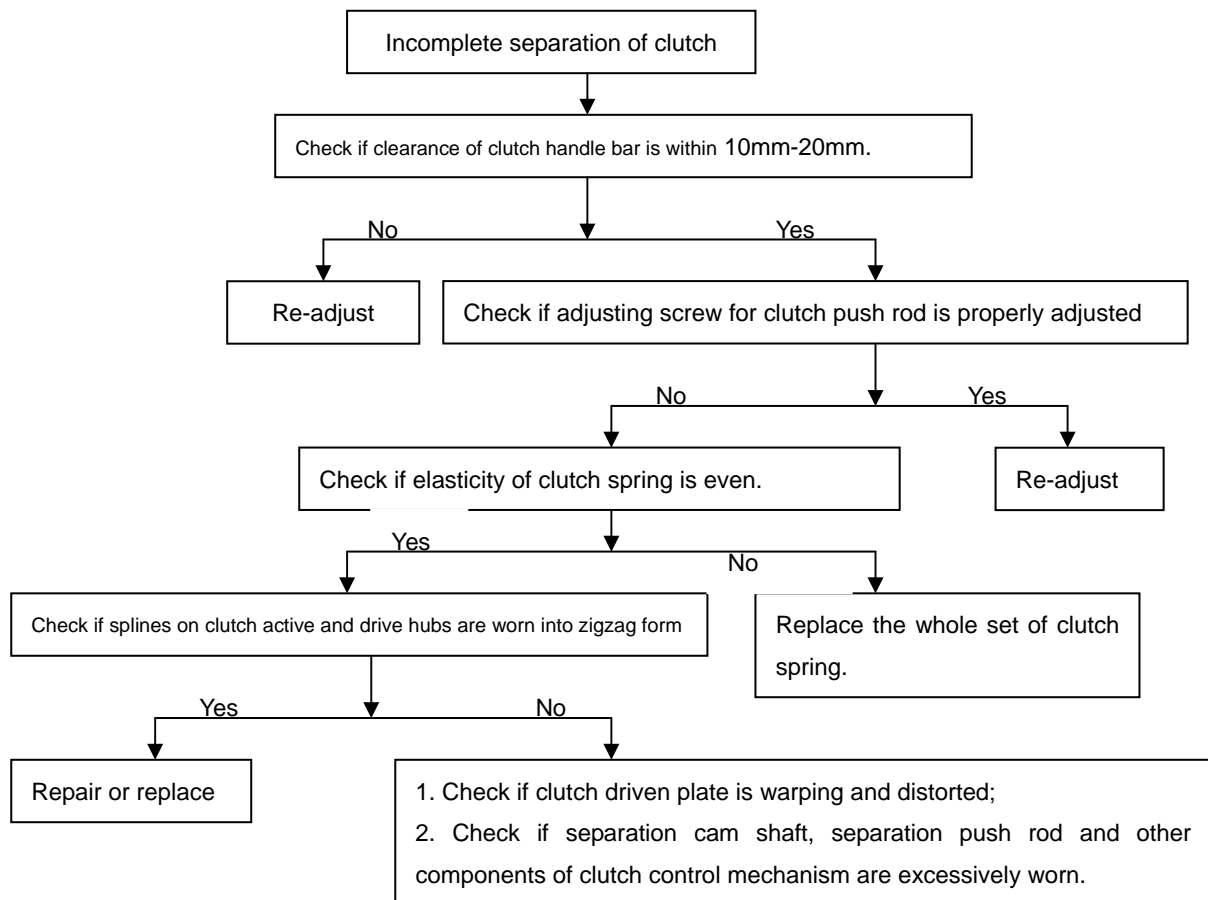 Incomplete separation of clutch
Check if clearance of clutch handle bar is within 10mm-20mm.
No
Yes
Re-adjust
Check if adjusting screw for clutch push rod is properly adjusted
No
Yes
Check if elasticity of clutch spring is even.
Re-adjust
Yes
No
Check if splines on clutch active and drive hubs are worn into zigzag form
Replace the whole set of clutch
spring.
Yes
No
Repair or replace
1. Check if clutch driven plate is warping and distorted;
2. Check if separation cam shaft, separation push rod and other
components of clutch control mechanism are excessively worn.